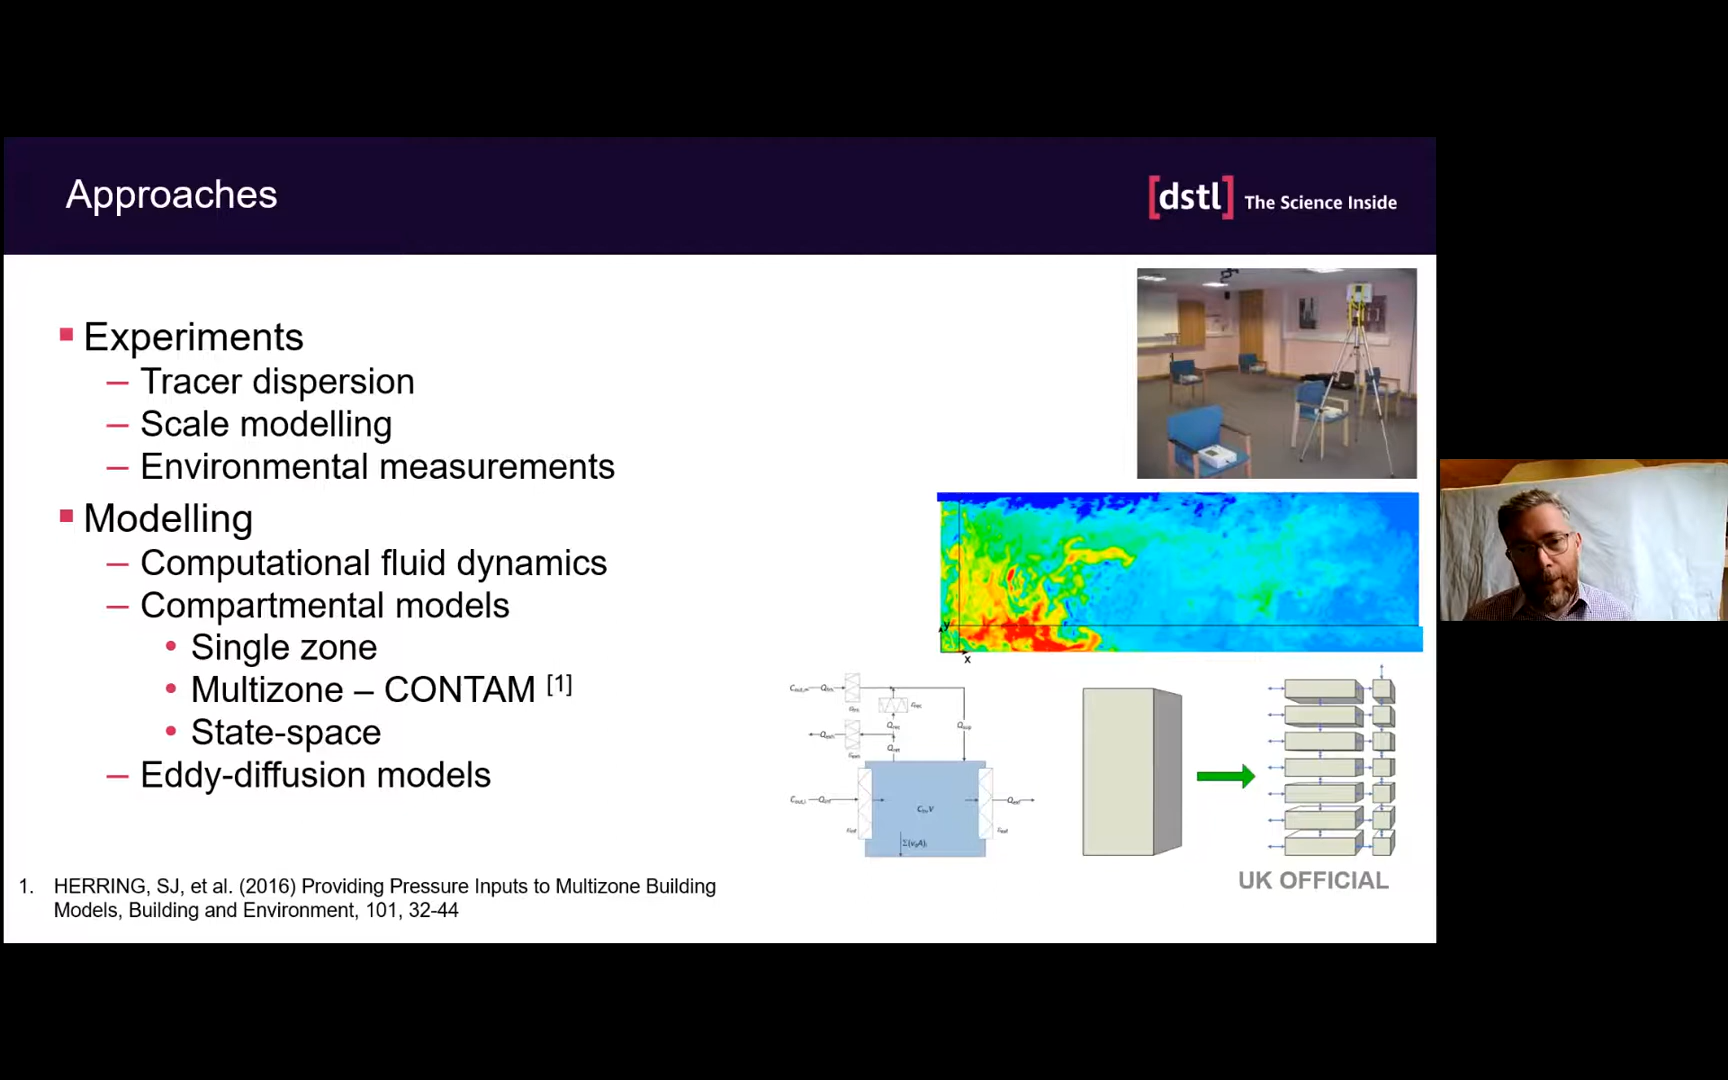 Approaches
[dstl] The Science Inside
Experiments
– Tracer dispersion
– Scale modelling
– Environmental measurements
Modelling
– Computational fluid dynamics
– Compartmental models
• Single zone
• Multizone – CONTAM [1]
• State-space
– Eddy-diffusion models
y
x
UK OFFICIAL
1. HERRING, SJ, et al. (2016) Providing Pressure Inputs to Multizone Building
Models, Building and Environment, 101, 32-44